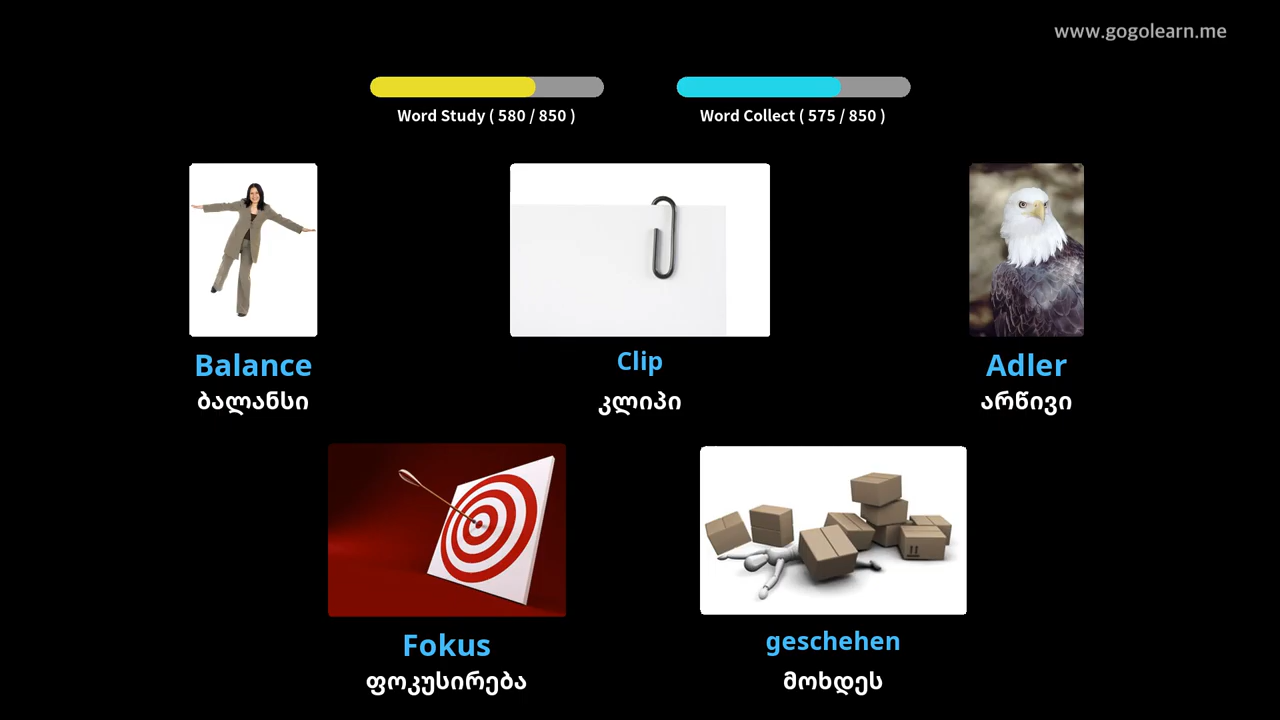 www.gogolearn.me
Word Study ( 580 / 850 )
Word Collect ( 575 / 850 )
Balance
ბალანსი
Clip
კლიპი
Adler
არწივი
Fokus
ფოკუსირება
geschehen
მოხდეს